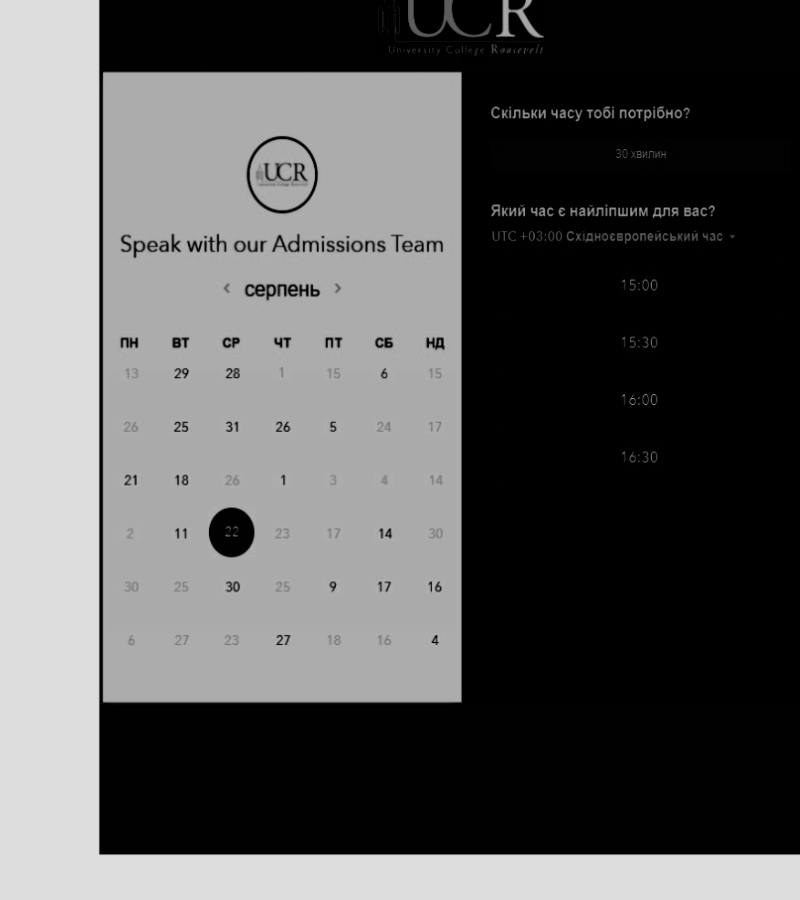 UCR
University College Roosevelt
UCR
Speak with our Admissions Team
‹ серпень ›
ПН ВТ СР ЧТ ПТ СБ НД
13 29 28 1 15 6 15
26 25 31 26 5 24 17
21 18 26 1 3 4 14
2 11 22 23 17 14 30
30 25 30 25 9 17 16
6 27 23 27 18 16 4
Скільки часу тобі потрібно?
30 хвилин
Який час є найліпшим для вас?
UTC +03:00 Східноєвропейський час
15:00
15:30
16:00
16:30